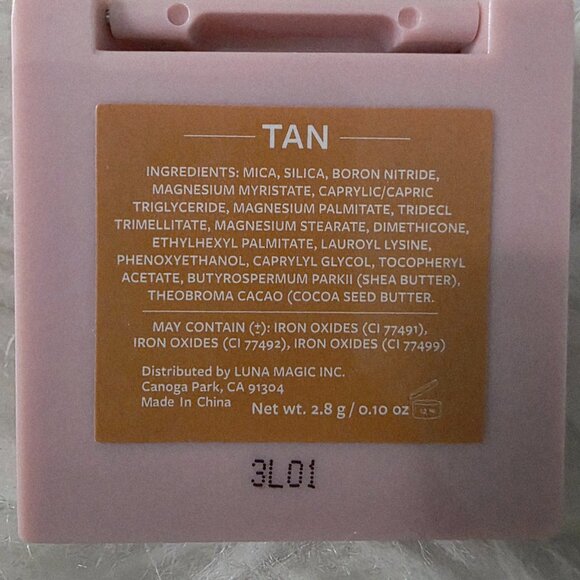 TAN
INGREDIENTS: MICA, SILICA, BORON NITRIDE,
MAGNESIUM MYRISTATE, CAPRYLIC/CAPRIC
TRIGLYCERIDE, MAGNESIUM PALMITATE, TRIDECL
TRIMELLITATE, MAGNESIUM STEARATE, DIMETHICONE,
ETHYLHEXYL PALMITATE, LAUROYL LYSINE,
PHENOXYETHANOL, CAPRYLYL GLYCOL, TOCOPHERYL
ACETATE, BUTYROSPERMUM PARKII (SHEA BUTTER),
THEOBROMA CACAO (COCOA SEED BUTTER.
MAY CONTAIN (±): IRON OXIDES (CI 77491),
IRON OXIDES (CI 77492), IRON OXIDES (CI 77499)
Distributed by LUNA MAGIC INC.
Canoga Park, CA 91304
Made In China
Net wt. 2.8 g / 0.10 oz
12 M
3L01